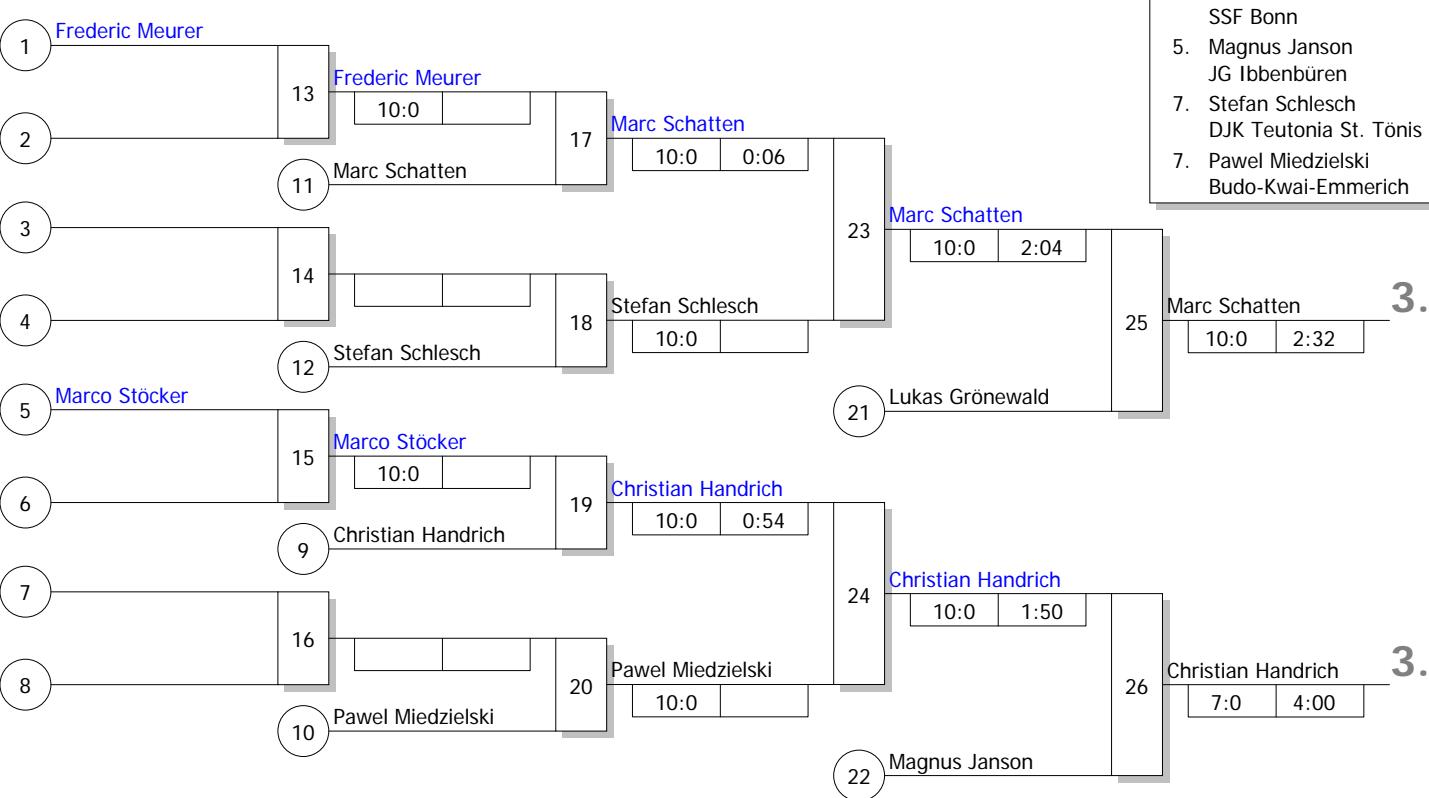 SSF Bonn
5. Magnus Janson
JG Ibbenbüren
7. Stefan Schlesch
DJK Teutonia St. Tönis
7. Pawel Miedzielski
Budo-Kwai-Emmerich
1 Frederic Meurer
2
13
Frederic Meurer
10:0
11 Marc Schatten
17
Marc Schatten
10:0 0:06
3
4
14
12 Stefan Schlesch
18
Stefan Schlesch
10:0
23
Marc Schatten
10:0 2:04
21 Lukas Grönewald
25
Marc Schatten
10:0 2:32
3.
5 Marco Stöcker
6
15
Marco Stöcker
10:0
9 Christian Handrich
19
Christian Handrich
10:0 0:54
7
8
16
10 Pawel Miedzielski
20
Pawel Miedzielski
10:0
24
Christian Handrich
10:0 1:50
22 Magnus Janson
26
Christian Handrich
7:0 4:00
3.